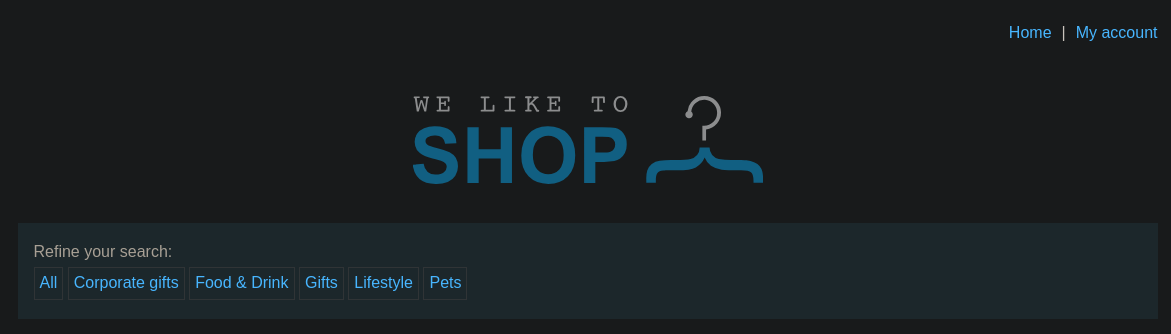 Home | My account
WE LIKE TO
SHOP
Refine your search:
All Corporate gifts Food & Drink Gifts Lifestyle Pets